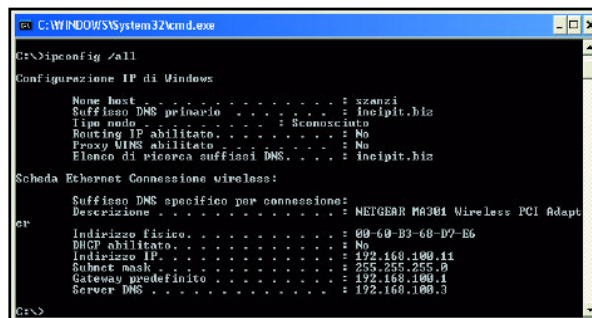 C:\WINDOWS\System32\cmd.exe
C:\>ipconfig /all
Configurazione IP di Windows
Nome host . . . . . . . . . . . . . . : szanzi
Suffisso DNS primario . . . . . . . : incipit.biz
Tipo nodo . . . . . . . . . : Sconosciuto
Routing IP abilitato. . . . . . . . . : No
Proxy WINS abilitato . . . . . . . . : No
Elenco di ricerca suffissi DNS. . . . : incipit.biz
Scheda Ethernet Connessione wireless:
Suffisso DNS specifico per connessione:
Descrizione . . . . . . . . . . . . . : NETGEAR MA301 Wireless PCI Adapt
er
Indirizzo fisico. . . . . . . . . . . : 00-60-B3-68-D7-E6
DHCP abilitato. . . . . . . . . . . . : No
Indirizzo IP. . . . . . . . . . . . . : 192.168.100.11
Subnet mask . . . . . . . . . . . . . : 255.255.255.0
Gateway predefinito . . . . . . . . . : 192.168.100.1
Server DNS . . . . . . . . . . . . . : 192.168.100.3
C:\>